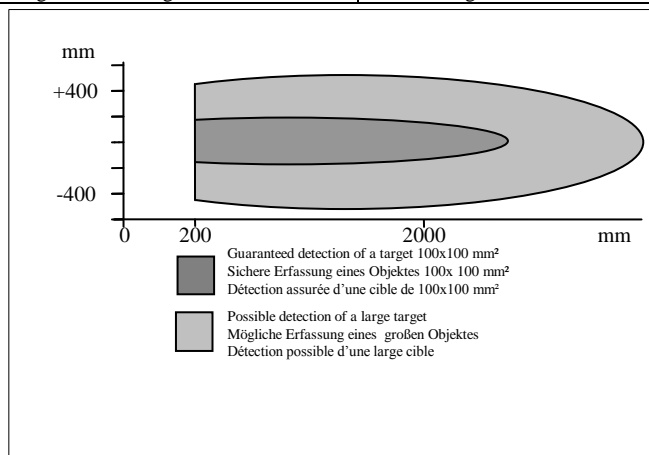 mm
+400
-400
0 200 2000 mm
Guaranteed detection of a target 100x100 mm²
Sichere Erfassung eines Objektes 100x 100 mm²
Détection assurée d’une cible de 100x100 mm²
Possible detection of a large target
Mögliche Erfassung eines  großen Objektes
Détection possible d’une large cible